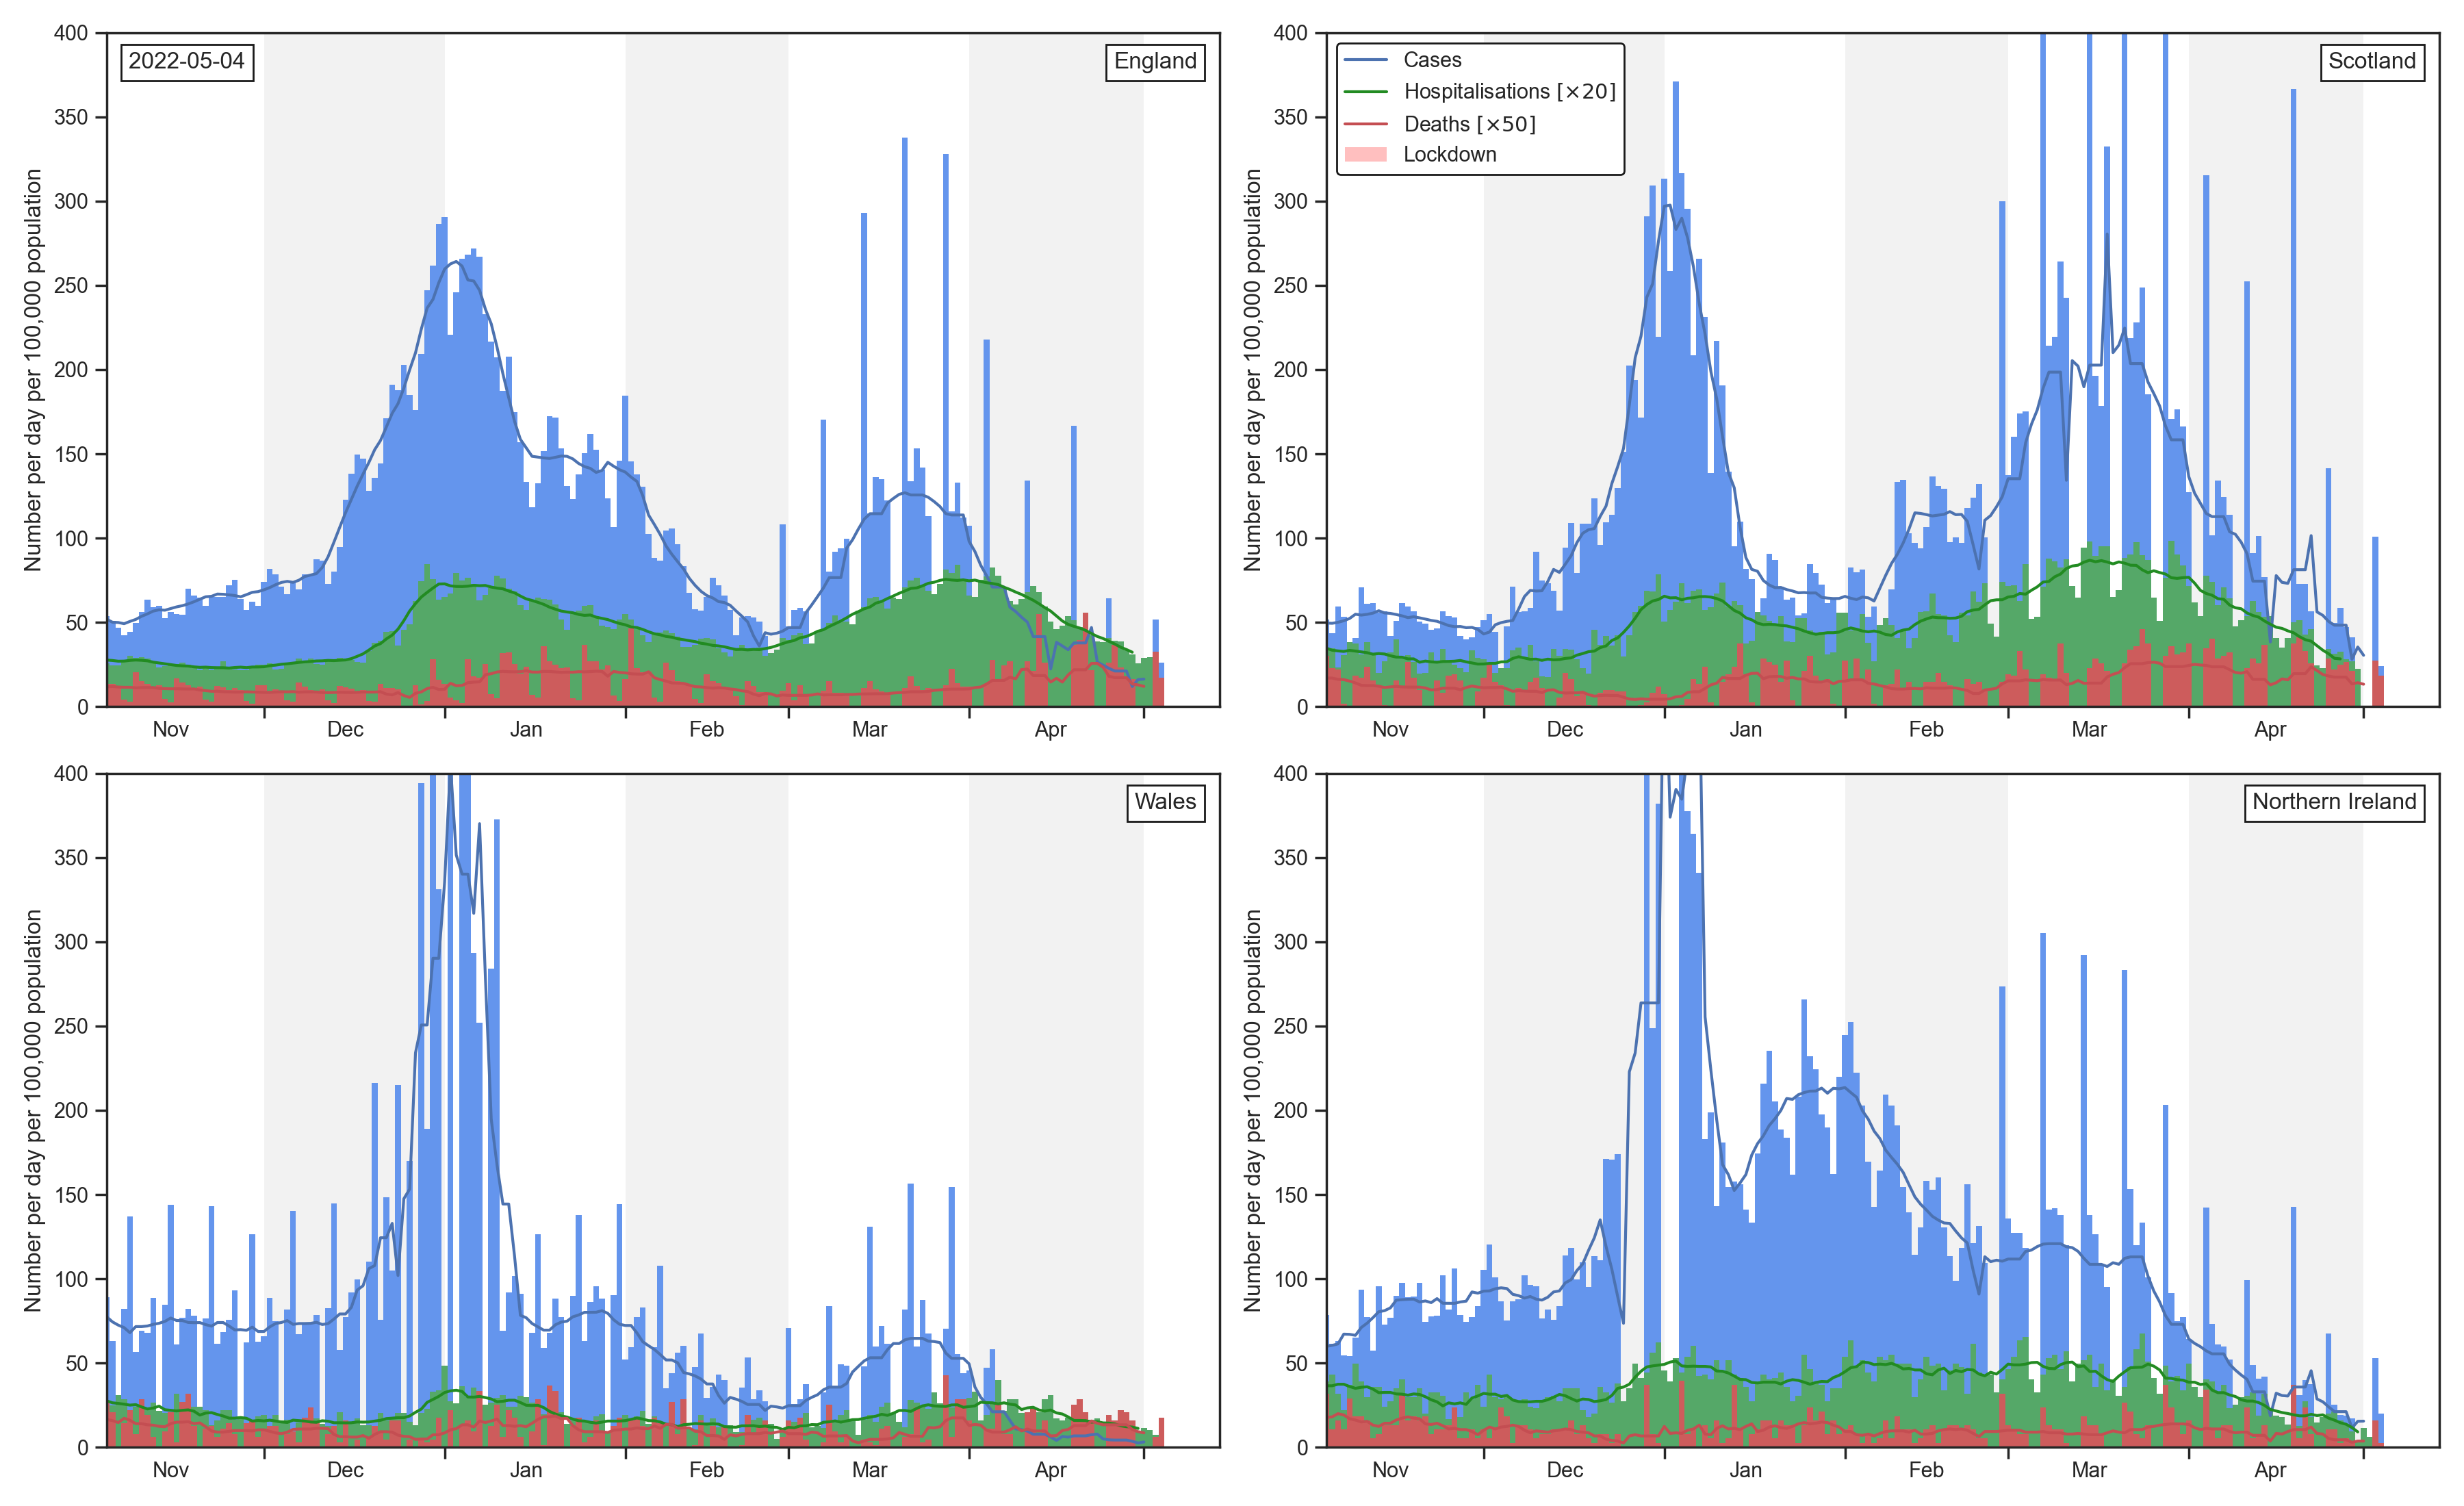 2022-05-04
England
Number per day per 100,000 population
400
350
300
250
200
150
100
50
0
Nov
Dec
Jan
Feb
Mar
Apr
Cases
Hospitalisations [×20]
Deaths [×50]
Lockdown
Scotland
Number per day per 100,000 population
400
350
300
250
200
150
100
50
0
Nov
Dec
Jan
Feb
Mar
Apr
Wales
Number per day per 100,000 population
400
350
300
250
200
150
100
50
0
Nov
Dec
Jan
Feb
Mar
Apr
Northern Ireland
Number per day per 100,000 population
400
350
300
250
200
150
100
50
0
Nov
Dec
Jan
Feb
Mar
Apr